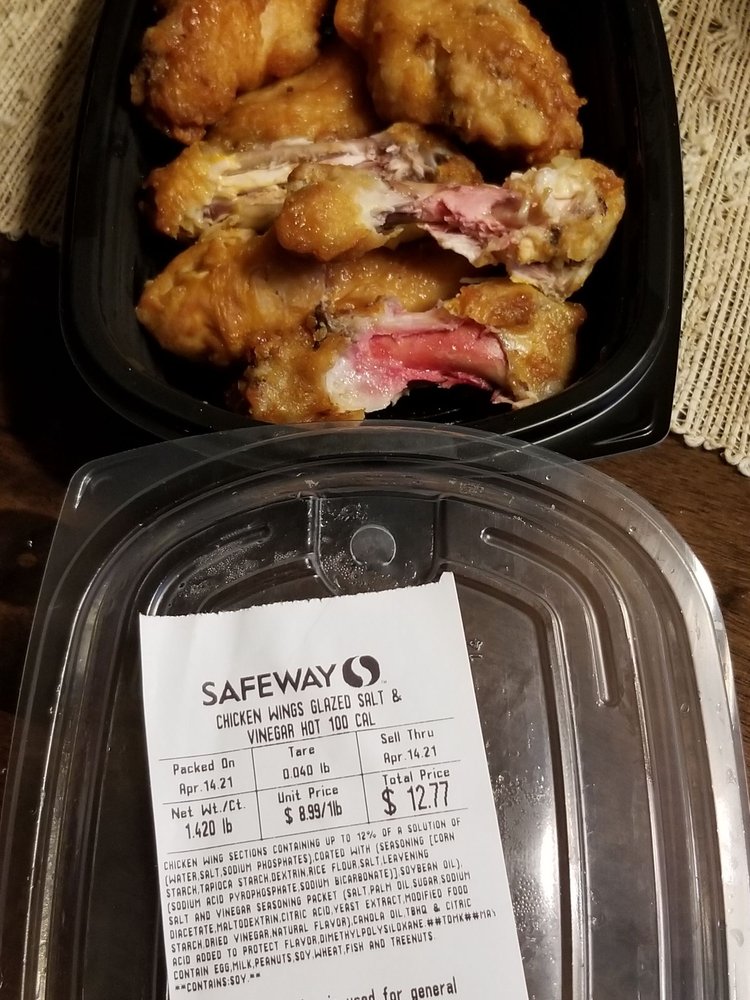 SAFEWAY
CHICKEN WINGS GLAZED SALT &
VINEGAR HOT 100 CAL
Packed On Tare Sell Thru
Apr.14.21 0.040 lb Apr.14.21
Net Wt./Ct. Unit Price Total Price
1.420 lb $ 8.99/1lb $ 12.77
CHICKEN WING SECTIONS CONTAINING UP TO 12% OF A SOLUTION OF
(WATER,SALT,SODIUM PHOSPHATES),COATED WITH (SEASONING [CORN
STARCH,TAPIOCA STARCH,DEXTRIN,RICE FLOUR,SALT,LEAVENING
(SODIUM ACID PYROPHOSPHATE,SODIUM BICARBONATE)],SOYBEAN OIL),
SALT AND VINEGAR SEASONING PACKET (SALT,PALM OIL,SUGAR,SODIUM
DIACETATE,MALTODEXTRIN,CITRIC ACID,YEAST EXTRACT,MODIFIED FOOD
STARCH,DRIED VINEGAR,NATURAL FLAVOR),CANOLA OIL,TBHQ & CITRIC
ACID ADDED TO PROTECT FLAVOR,DIMETHYLPOLYSILOXANE.##TDMK##MAY
CONTAIN EGG,MILK,PEANUTS,SOY,WHEAT,FISH AND TREENUTS.
**CONTAINS:SOY.**
used for general